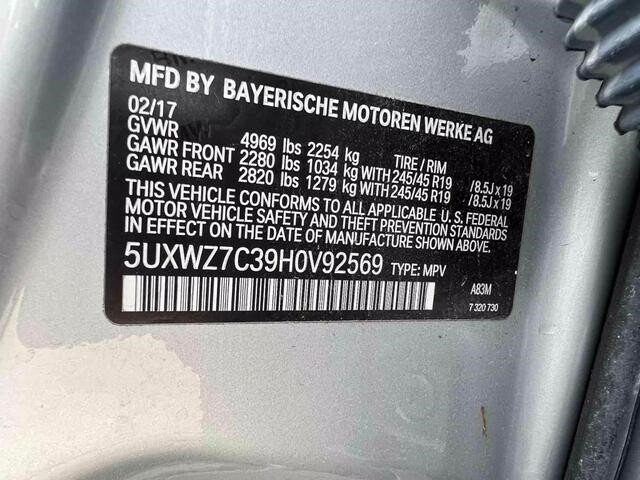 MFD BY BAYERISCHE MOTOREN WERKE AG
02/17
GVWR 4969 lbs 2254 kg TIRE / RIM
GAWR FRONT 2280 lbs 1034 kg WITH 245/45 R19 /8.5J x 19
GAWR REAR 2820 lbs 1279 kg WITH 245/45 R19 /8.5J x 19
THIS VEHICLE CONFORMS TO ALL APPLICABLE U. S. FEDERAL
MOTOR VEHICLE SAFETY AND THEFT PREVENTION STANDARDS
IN EFFECT ON THE DATE OF MANUFACTURE SHOWN ABOVE.
5UXWZ7C39H0V92569 TYPE: MPV
A83M
7 320 730